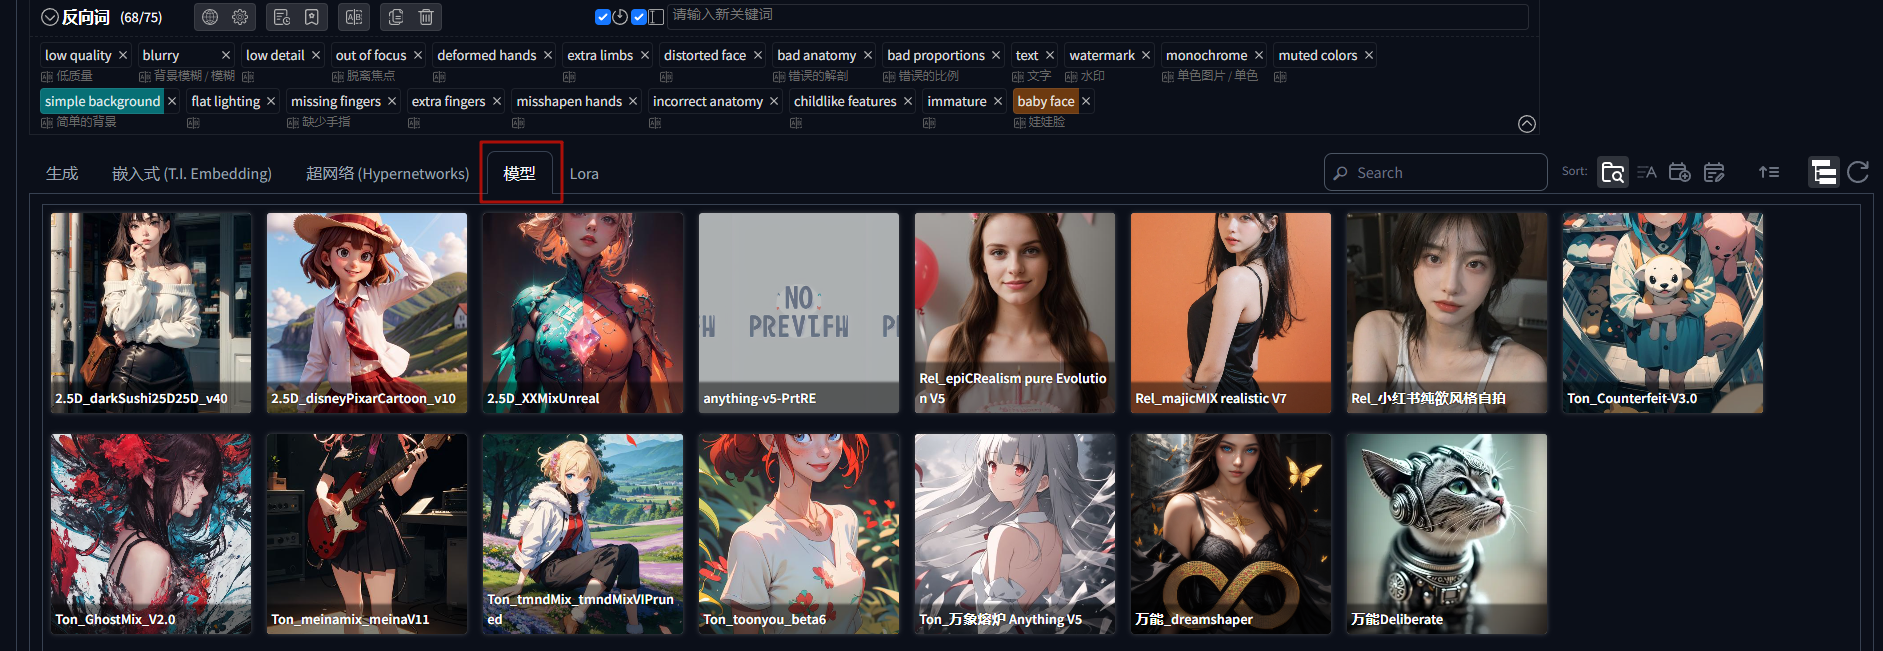 反向词 (68/75)
请输入新关键词
low quality × blurry × low detail × out of focus × deformed hands × extra limbs × distorted face × bad anatomy × bad proportions × text × watermark × monochrome × muted colors ×
低质量 背景模糊 / 模糊 脱离焦点 错误的解剖 错误的比例 文字 水印 单色图片 / 单色
simple background × flat lighting × missing fingers × extra fingers × misshapen hands × incorrect anatomy × childlike features × immature × baby face ×
简单的背景 缺少手指 娃娃脸
生成 嵌入式 (T.I. Embedding) 超网络 (Hypernetworks) 模型 Lora Search Sort:
NO
PREVIFH
2.5D_darkSushi25D25D_v40
2.5D_disneyPixarCartoon_v10
2.5D_XXMixUnreal
anything-v5-PrtRE
Rel_epiCRealism pure Evolutio
n V5
Rel_majicMIX realistic V7
Rel_小红书纯欲风格自拍
Ton_Counterfeit-V3.0
Ton_GhostMix_V2.0
Ton_meinamix_meinaV11
Ton_tmndMix_tmndMixVIPrun
ed
Ton_toonyou_beta6
Ton_万象熔炉 Anything V5
万能_dreamshaper
万能Deliberate